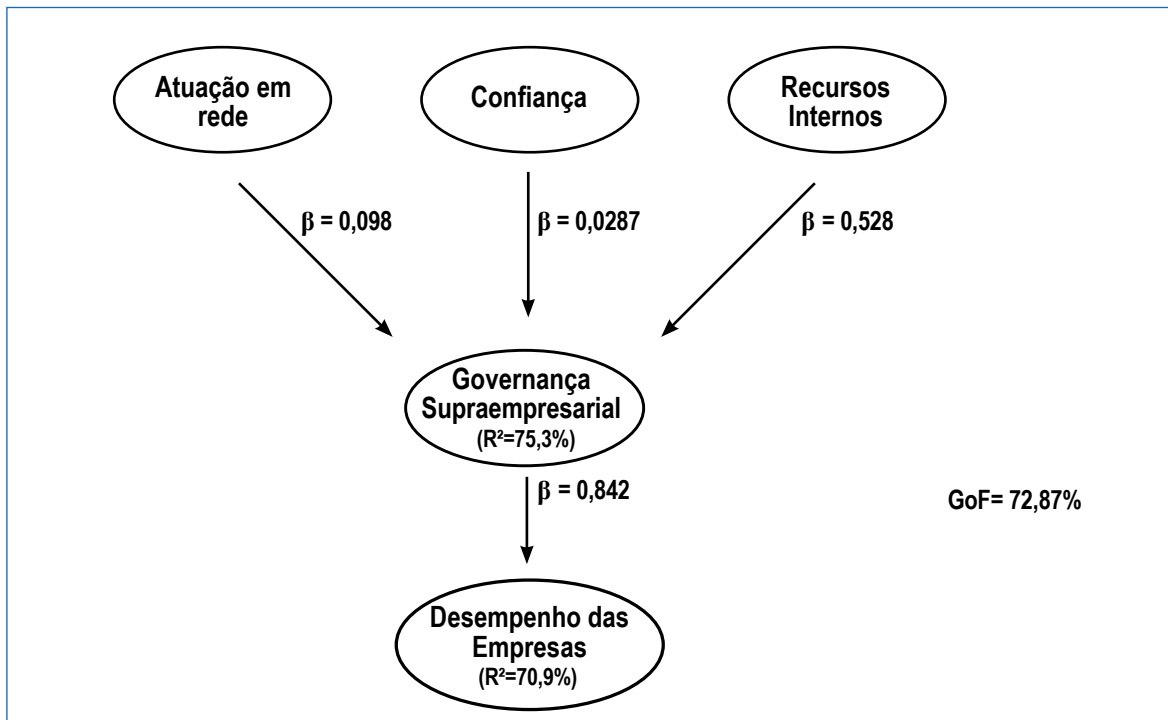 Atuação em
rede
Confiança
Recursos
Internos
β = 0,098
β = 0,0287
β = 0,528
Governança
Supraempresarial
(R²=75,3%)
β = 0,842
GoF= 72,87%
Desempenho das
Empresas
(R²=70,9%)